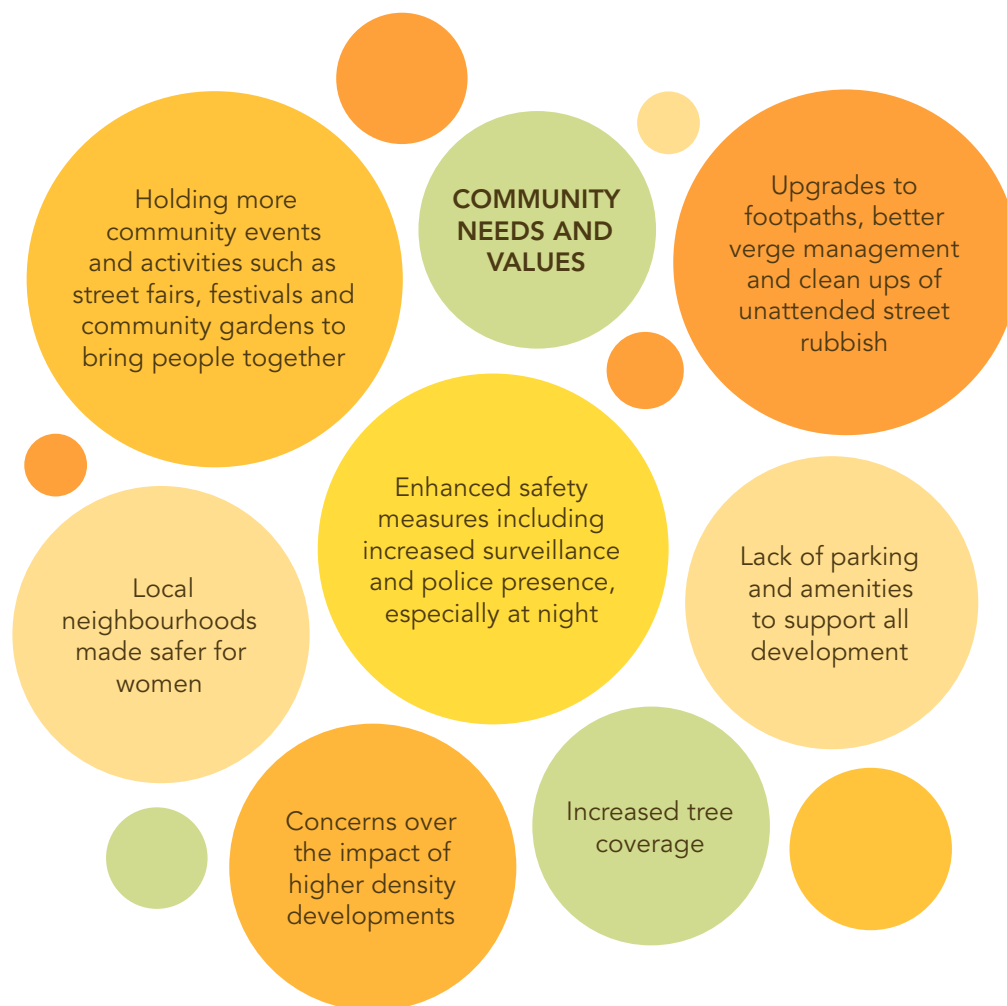 COMMUNITY
NEEDS AND
VALUES
Holding more
community events
and activities such as
street fairs, festivals and
community gardens to
bring people together
Upgrades to
footpaths, better
verge management
and clean ups of
unattended street
rubbish
Enhanced safety
measures including
increased surveillance
and police presence,
especially at night
Local
neighbourhoods
made safer for
women
Lack of parking
and amenities
to support all
development
Concerns over
the impact of
higher density
developments
Increased tree
coverage